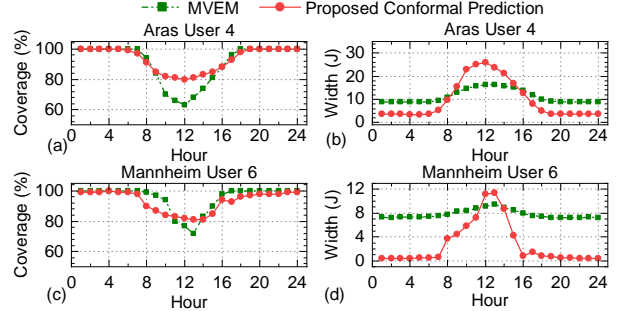 MVEM Proposed Conformal Prediction
Aras User 4
Coverage (%)
100
80
60
(a)
0 4 8 12 16 20 24
Hour
Aras User 4
Width (J)
30
20
10
0
(b)
0 4 8 12 16 20 24
Hour
Mannheim User 6
Coverage (%)
100
80
60
(c)
0 4 8 12 16 20 24
Hour
Mannheim User 6
Width (J)
12
8
4
0
(d)
0 4 8 12 16 20 24
Hour